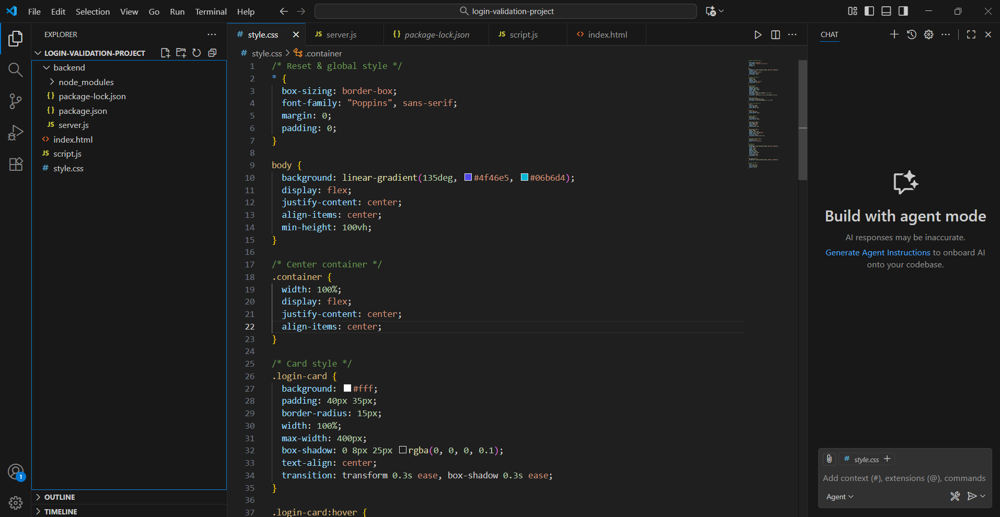 File Edit Selection View Go Run Terminal Help
login-validation-project
EXPLORER
LOGIN-VALIDATION-PROJECT
backend
node_modules
{} package-lock.json
{} package.json
JS server.js
<> index.html
JS script.js
# style.css
OUTLINE
TIMELINE
1
# style.css
JS server.js
{} package-lock.json
JS script.js
<> index.html
# style.css > .container
1 /* Reset & global style */
2 * {
3 box-sizing: border-box;
4 font-family: "Poppins", sans-serif;
5 margin: 0;
6 padding: 0;
7 }
8
9 body {
10 background: linear-gradient(135deg, #4f46e5, #06b6d4);
11 display: flex;
12 justify-content: center;
13 align-items: center;
14 min-height: 100vh;
15 }
16
17 /* Center container */
18 .container {
19 width: 100%;
20 display: flex;
21 justify-content: center;
22 align-items: center;
23 }
24
25 /* Card style */
26 .login-card {
27 background: #fff;
28 padding: 40px 35px;
29 border-radius: 15px;
30 width: 100%;
31 max-width: 400px;
32 box-shadow: 0 8px 25px rgba(0, 0, 0, 0.1);
33 text-align: center;
34 transition: transform 0.3s ease, box-shadow 0.3s ease;
35 }
36
37 .login-card:hover {
CHAT
Build with agent mode
AI responses may be inaccurate.
Generate Agent Instructions to onboard AI
onto your codebase.
# style.css +
Add context (#), extensions (@), commands
Agent